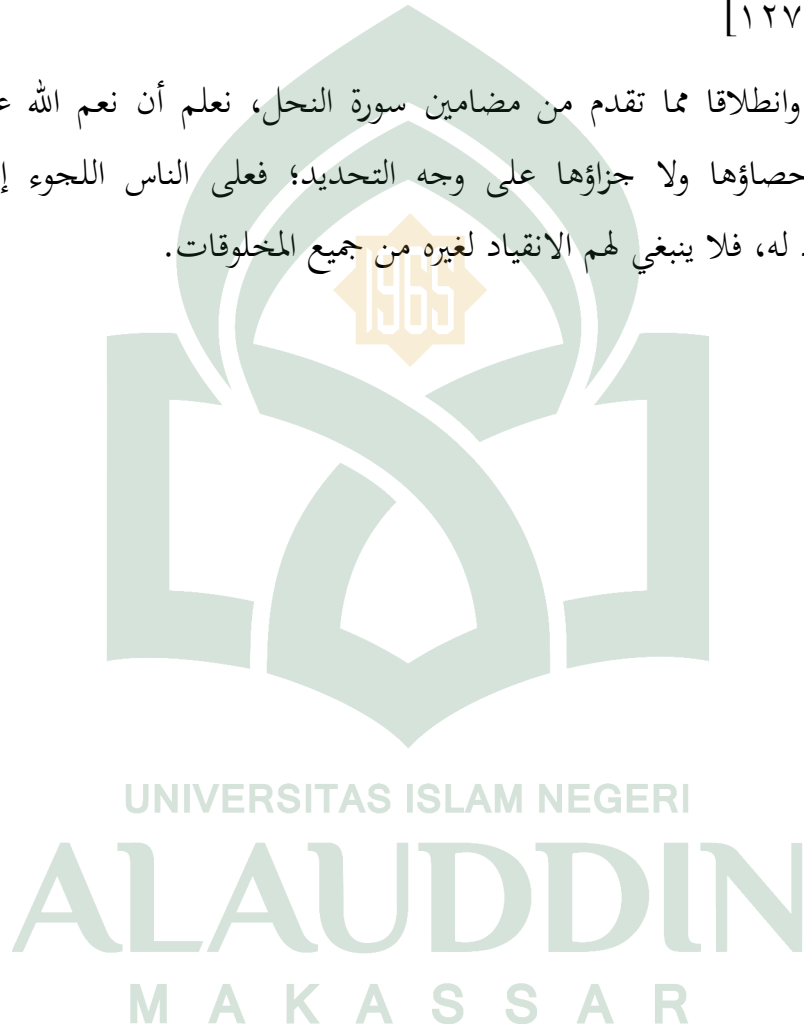 ١٢٧]
وانطلاقا مما تقدم من مضامين سورة النحل، نعلم أن نعم الله
ولا جزاؤها على وجه التحديد؛ فعلى الناس اللجوء
له، فلا ينبغي لهم الانقياد لغيره من جميع المخلوقات.
1965
UNIVERSITAS ISLAM NEGERI
ALAUDDIN
MAKASSAR